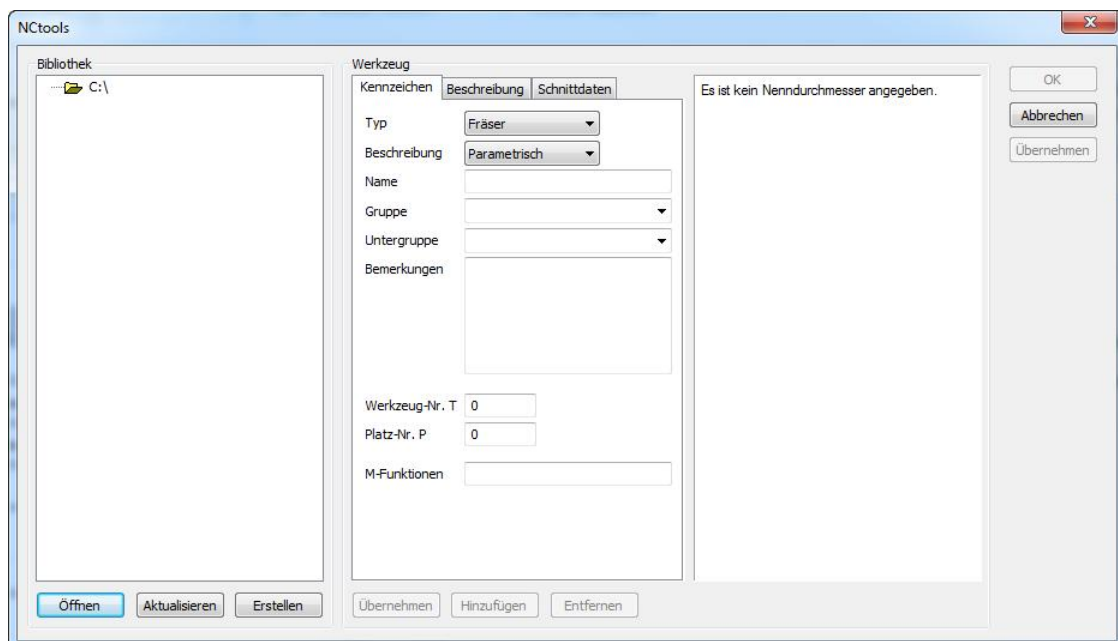 NCtools
Bibliothek
C:\
Öffnen
Aktualisieren
Erstellen
Werkzeug
Kennzeichen
Beschreibung
Schnittdaten
Typ
Fräser
Beschreibung
Parametrisch
Name
Gruppe
Untergruppe
Bemerkungen
Werkzeug-Nr. T
0
Platz-Nr. P
0
M-Funktionen
Übernehmen
Hinzufügen
Entfernen
Es ist kein Nenndurchmesser angegeben.
OK
Abbrechen
Übernehmen